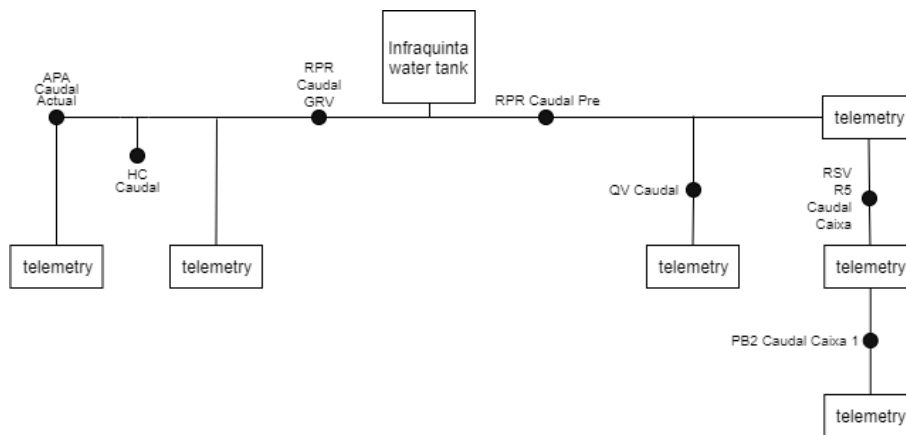 Infraquinta
water tank
APA
Caudal
Actual
RPR
Caudal
GRV
RPR Caudal Pre
telemetry
HC
Caudal
QV Caudal
RSV
R5
Caudal
Caixa
telemetry
telemetry
telemetry
telemetry
PB2 Caudal Caixa 1
telemetry